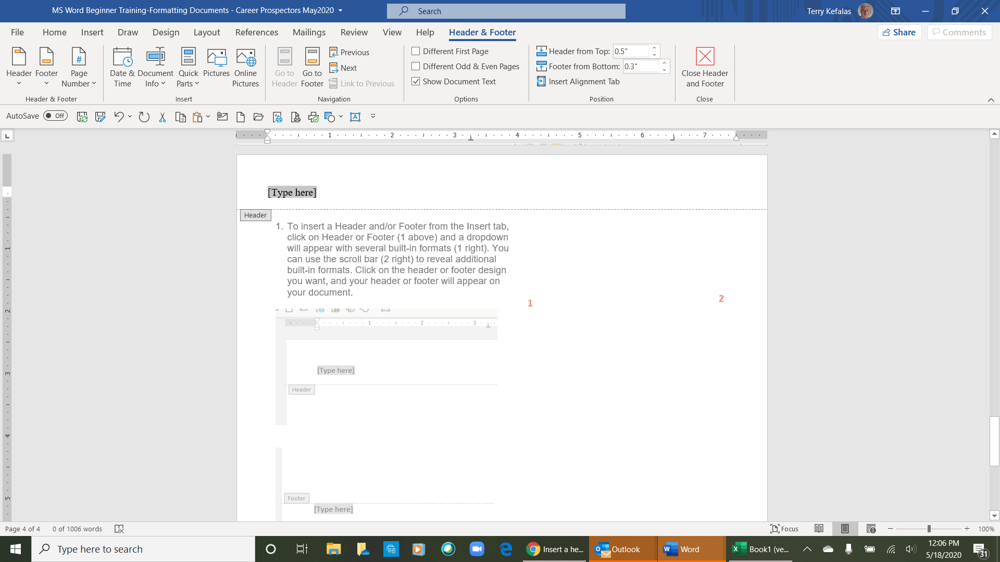 MS Word Beginner Training-Formatting Documents - Career Prospectors May2020
Search
Terry Kefalas
File Home Insert Draw Design Layout References Mailings Review View Help Header & Footer
Share Comments
Header Footer Page Number
Header & Footer
Date & Time Document Info Quick Parts Pictures Online Pictures
Insert
Go to Header Go to Footer
Previous
Next
Link to Previous
Navigation
Different First Page
Different Odd & Even Pages
Show Document Text
Options
Header from Top: 0.5"
Footer from Bottom: 0.3"
Insert Alignment Tab
Position
Close Header and Footer
Close
AutoSave Off
1 2 3 4 5 6 7
[Type here]
Header
1. To insert a Header and/or Footer from the Insert tab,
click on Header or Footer (1 above) and a dropdown
will appear with several built-in formats (1 right). You
can use the scroll bar (2 right) to reveal additional
built-in formats. Click on the header or footer design
you want, and your header or footer will appear on
your document.
1 2
1 2 3
[Type here]
Header
Footer
[Type here]
1
2
3
4
5
Page 4 of 4 0 of 1006 words
Focus
100%
Type here to search
Insert a he...
Outlook
Word
Book1 (ve...
12:06 PM
5/18/2020
31